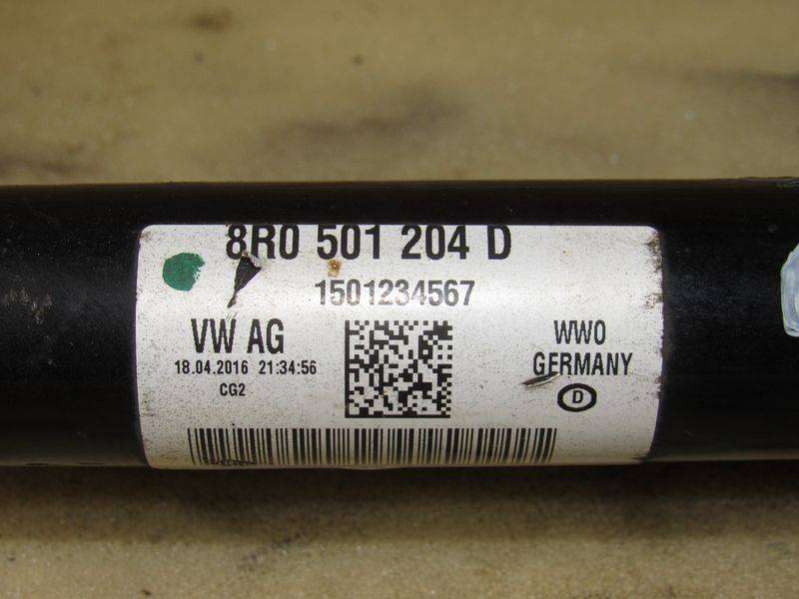 8R0 501 204 D
1501234567
VW AG
18.04.2016 21:34:56
CG2
WWO
GERMANY
D